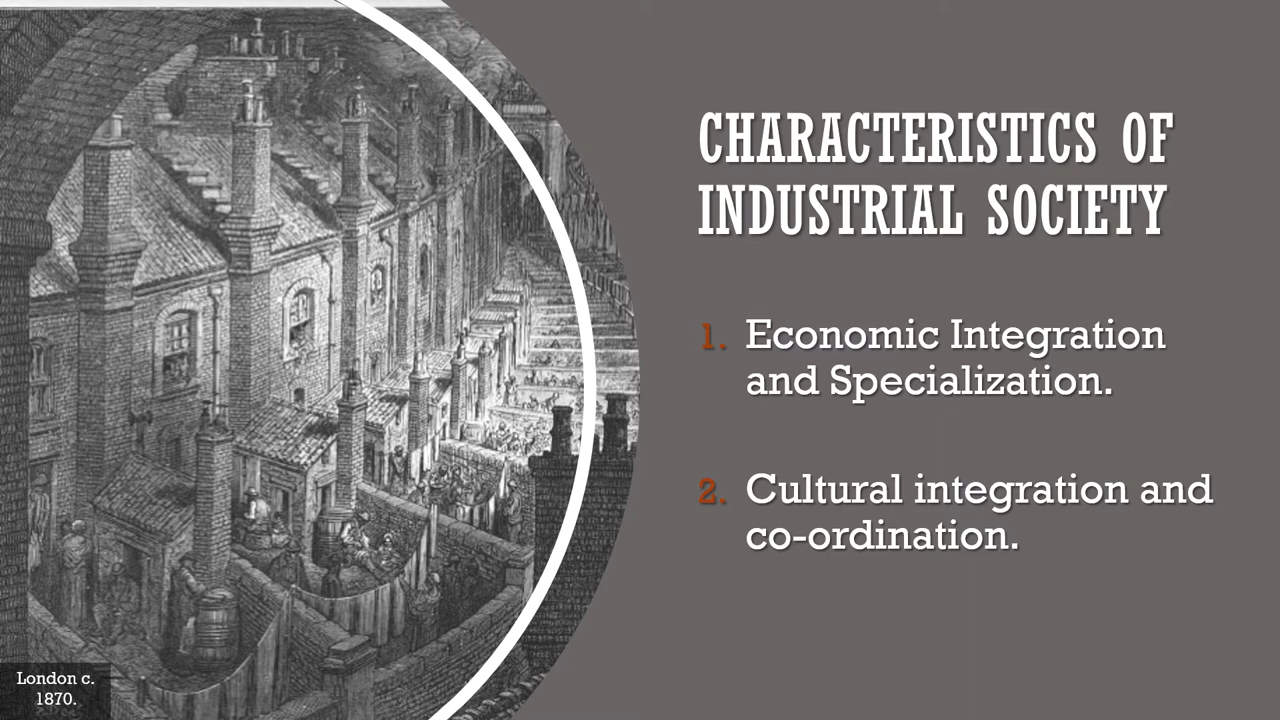 CHARACTERISTICS OF
INDUSTRIAL SOCIETY
1. Economic Integration
and Specialization.
2. Cultural integration and
co-ordination.
London c.
1870.